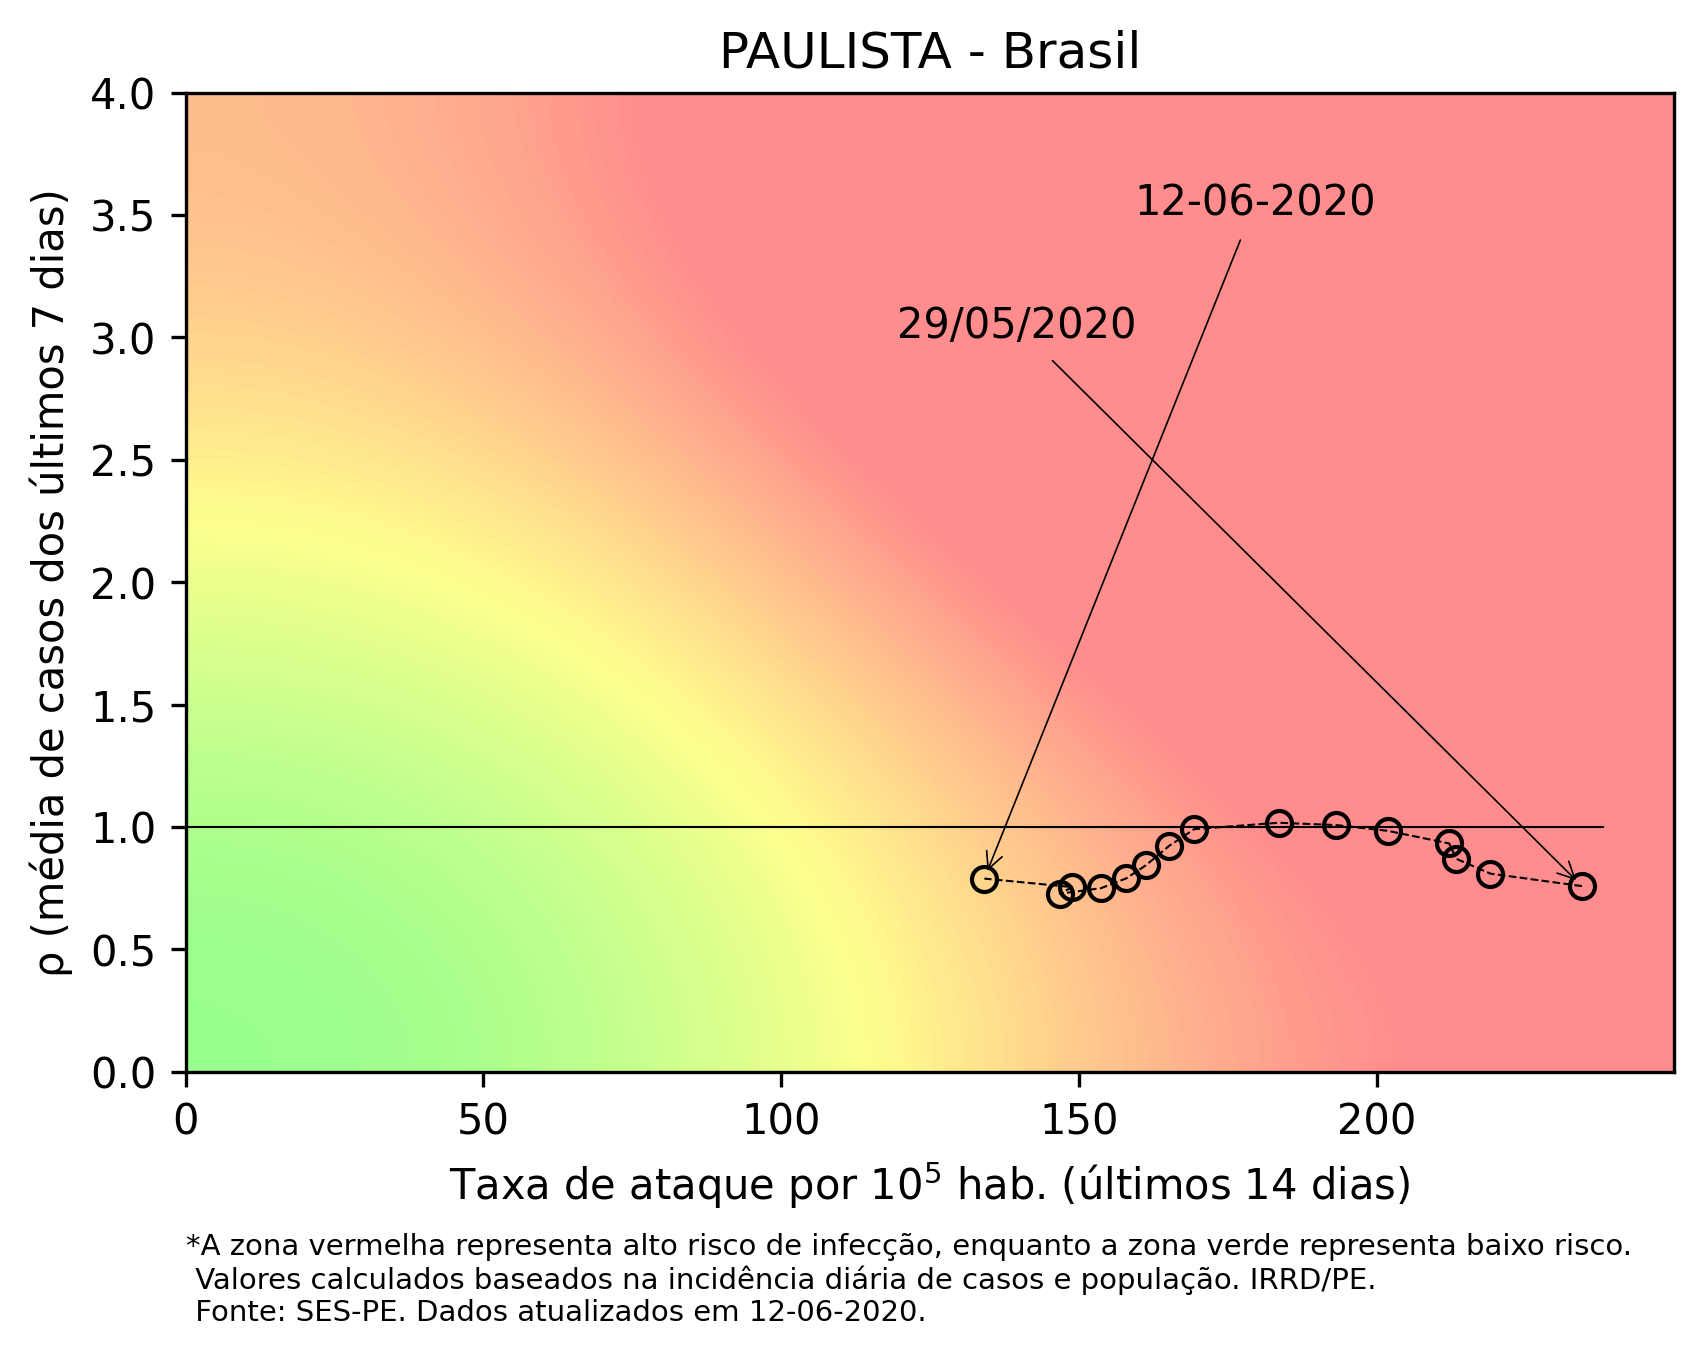 PAULISTA - Brasil
4.0
3.5
3.0
2.5
2.0
1.5
1.0
0.5
0.0
ρ (média de casos dos últimos 7 dias)
12-06-2020
29/05/2020
0 50 100 150 200
Taxa de ataque por 10⁵ hab. (últimos 14 dias)
*A zona vermelha representa alto risco de infecção, enquanto a zona verde representa baixo risco.
Valores calculados baseados na incidência diária de casos e população. IRRD/PE.
Fonte: SES-PE. Dados atualizados em 12-06-2020.